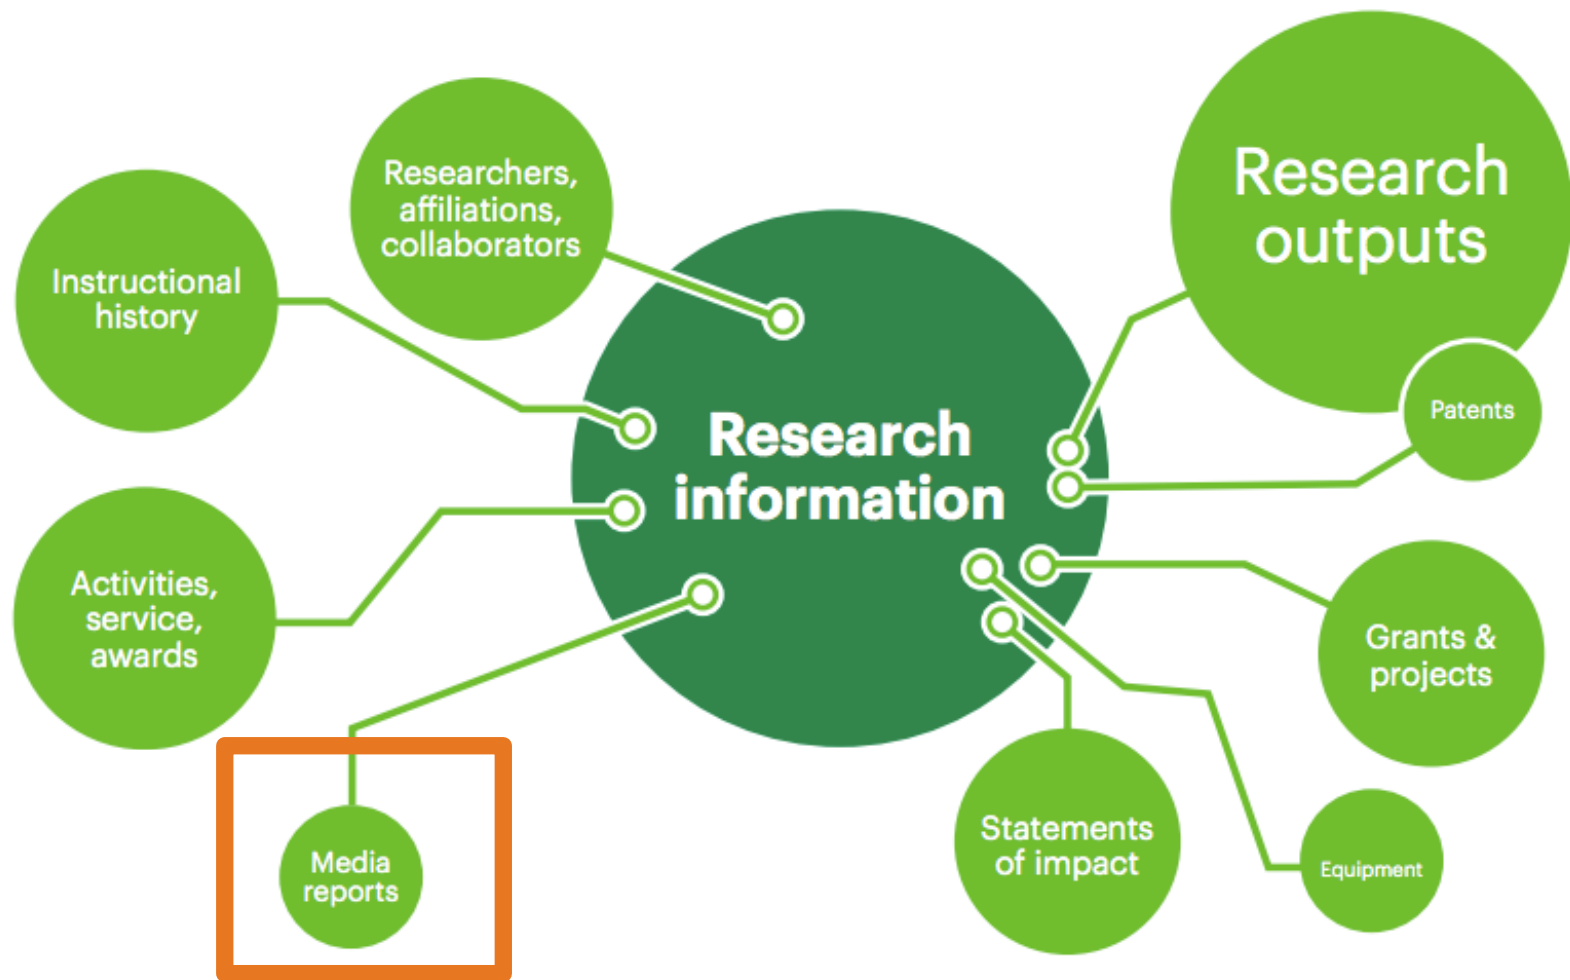 Researchers,
affiliations,
collaborators
Instructional
history
Activities,
service,
awards
Media
reports
Research
information
Research
outputs
Patents
Grants &
projects
Statements
of impact
Equipment